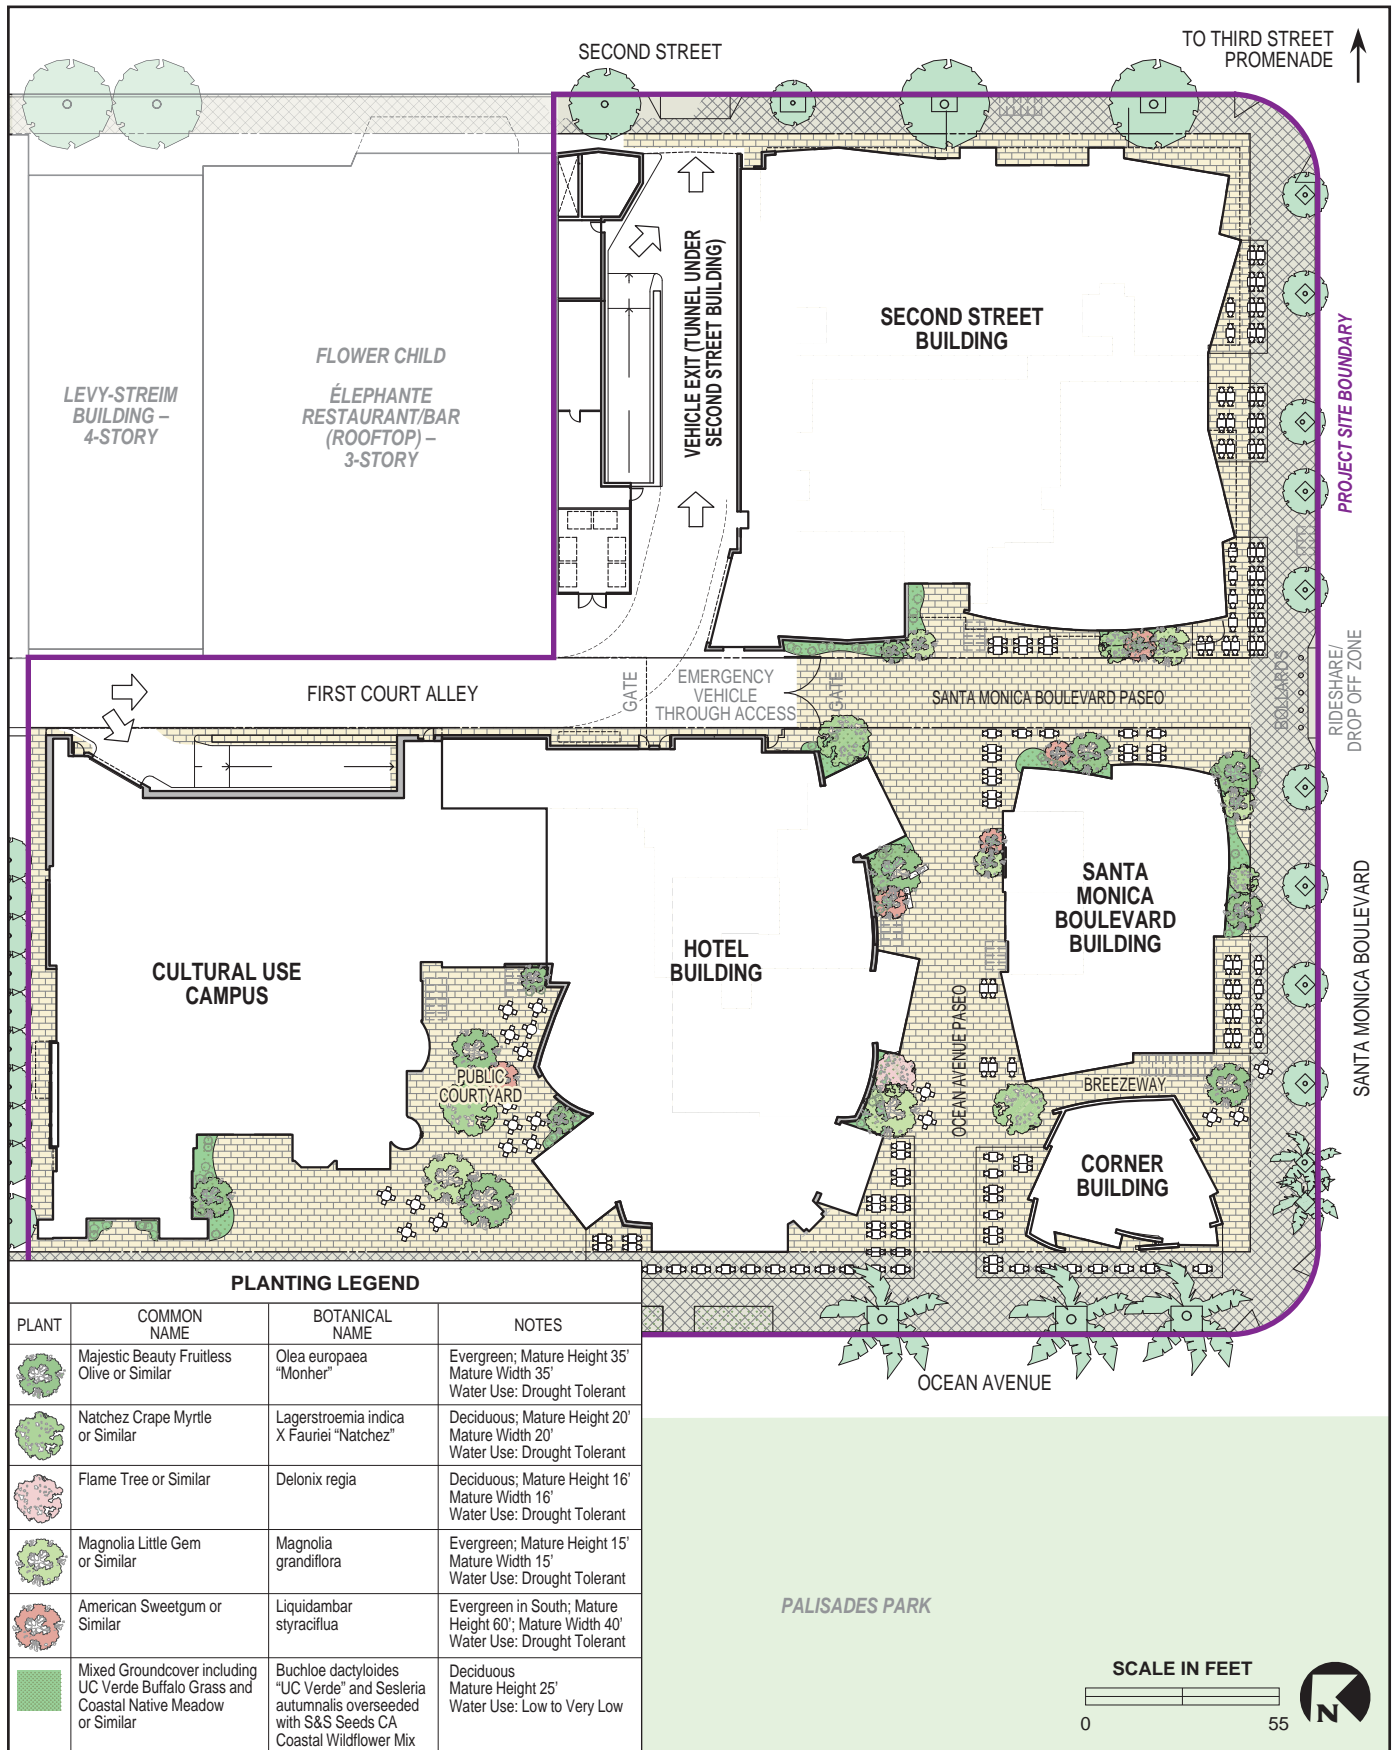 SECOND STREET
TO THIRD STREET
PROMENADE
SECOND STREET
BUILDING
VEHICLE EXIT (TUNNEL UNDER
SECOND STREET BUILDING)
PROJECT SITE BOUNDARY
FLOWER CHILD
ÉLEPHANTE
RESTAURANT/BAR
(ROOFTOP) –
3-STORY
LEVY-STREIM
BUILDING –
4-STORY
FIRST COURT ALLEY
GATE
EMERGENCY
VEHICLE
THROUGH ACCESS
GATE
SANTA MONICA BOULEVARD PASEO
BOLLARDS
RIDESHARE/
DROP OFF ZONE
SANTA
MONICA
BOULEVARD
BUILDING
SANTA MONICA BOULEVARD
HOTEL
BUILDING
CULTURAL USE
CAMPUS
PUBLIC
COURTYARD
OCEAN AVENUE PASEO
BREEZEWAY
CORNER
BUILDING
OCEAN AVENUE
PALISADES PARK
SCALE IN FEET
0 55
N
PLANTING LEGEND
PLANT
COMMON
NAME
BOTANICAL
NAME
NOTES
Majestic Beauty Fruitless
Olive or Similar
Olea europaea
“Monher”
Evergreen; Mature Height 35’
Mature Width 35’
Water Use: Drought Tolerant
Natchez Crape Myrtle
or Similar
Lagerstroemia indica
X Fauriei “Natchez”
Deciduous; Mature Height 20’
Mature Width 20’
Water Use: Drought Tolerant
Flame Tree or Similar
Delonix regia
Deciduous; Mature Height 16’
Mature Width 16’
Water Use: Drought Tolerant
Magnolia Little Gem
or Similar
Magnolia
grandiflora
Evergreen; Mature Height 15’
Mature Width 15’
Water Use: Drought Tolerant
American Sweetgum or
Similar
Liquidambar
styraciflua
Evergreen in South; Mature
Height 60’; Mature Width 40’
Water Use: Drought Tolerant
Mixed Groundcover including
UC Verde Buffalo Grass and
Coastal Native Meadow
or Similar
Buchloe dactyloides
“UC Verde” and Sesleria
autumnalis overseeded
with S&S Seeds CA
Coastal Wildflower Mix
Deciduous
Mature Height 25’
Water Use: Low to Very Low